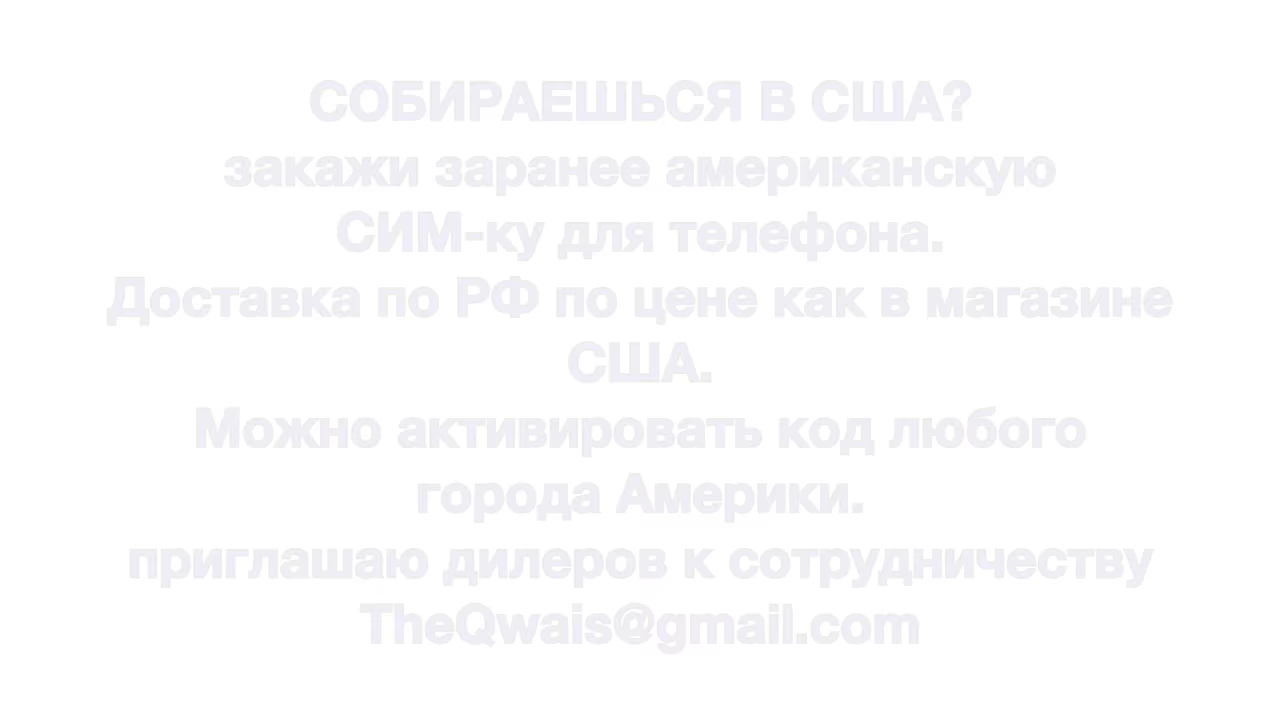 СОБИРАЕШЬСЯ В США?
закажи заранее американскую
СИМ-ку для телефона.
Доставка по РФ по цене как в магазине
США.
Можно активировать код любого
города Америки.
приглашаю дилеров к сотрудничеству
TheQwais@gmail.com